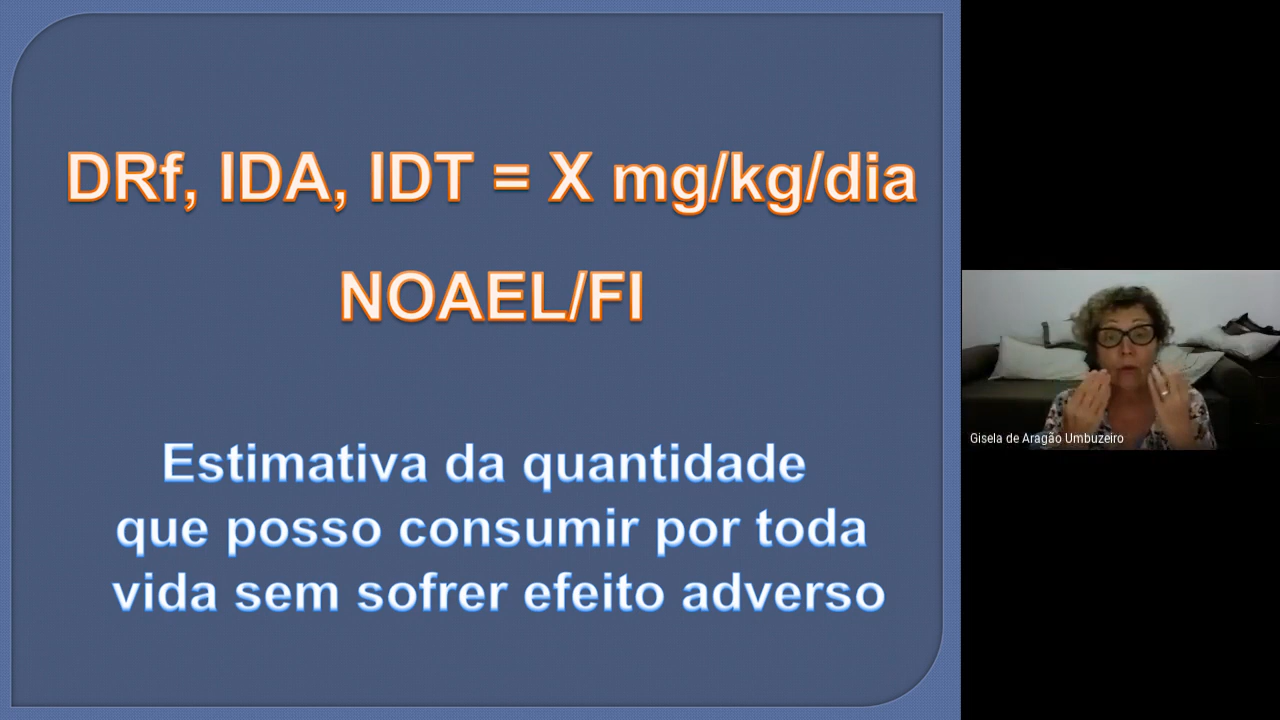 DRf, IDA, IDT = X mg/kg/dia
NOAEL/FI
Estimativa da quantidade
que posso consumir por toda
vida sem sofrer efeito adverso
Gisela de Aragão Umbuzeiro